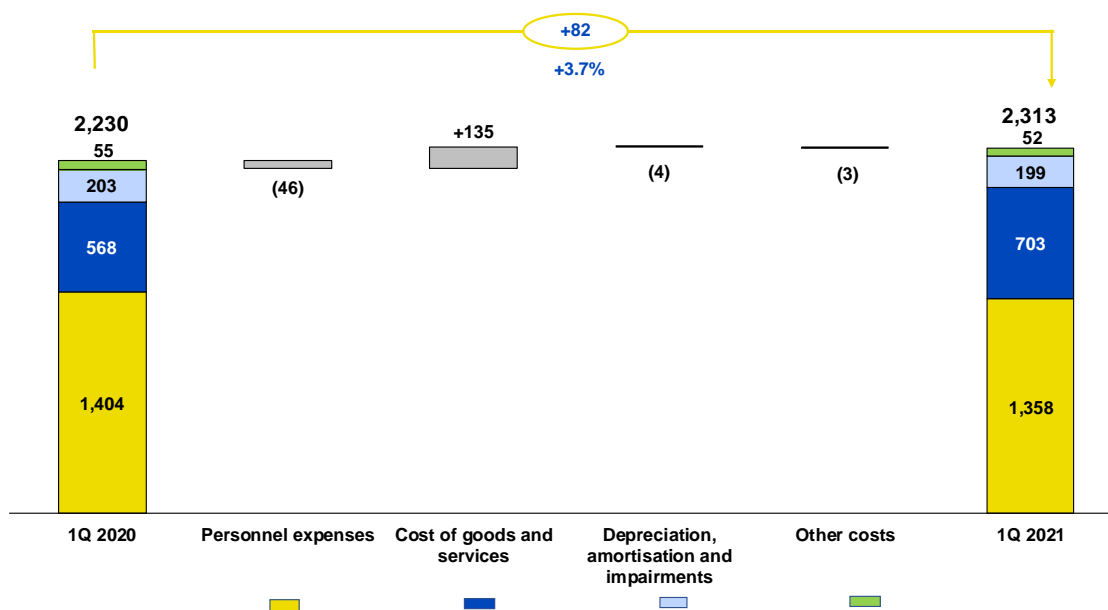 +82
+3.7%
2,230
55
203
568
1,404
(46)
+135
(4)
(3)
2,313
52
199
703
1,358
1Q 2020
Personnel expenses
Cost of goods and
services
Depreciation,
amortisation and
impairments
Other costs
1Q 2021